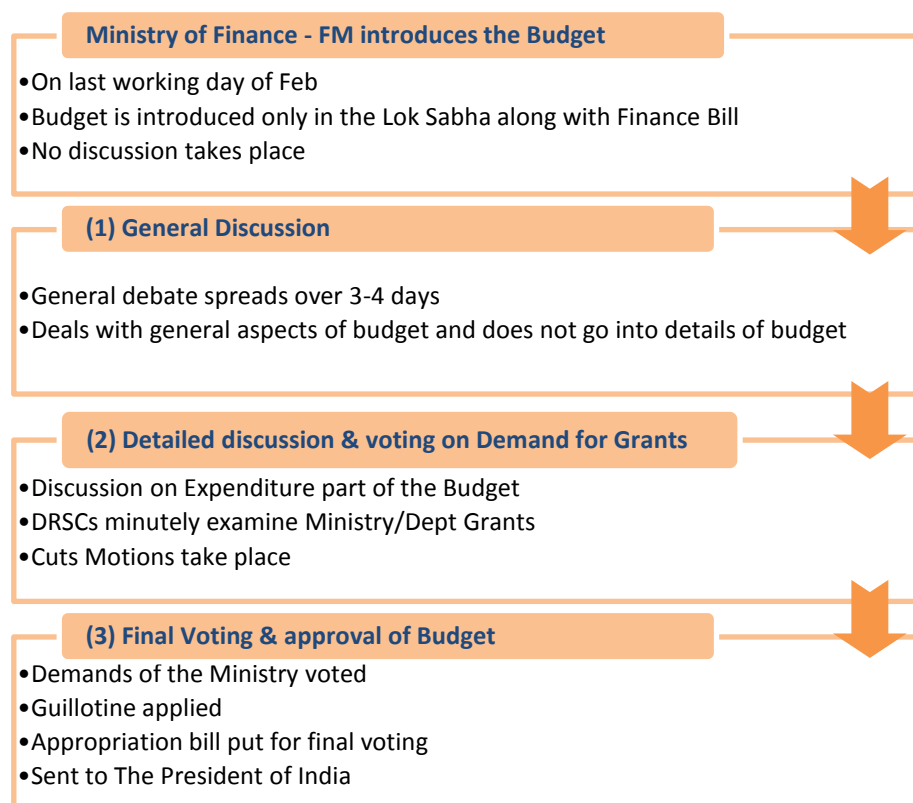 Ministry of Finance - FM introduces the Budget
•On last working day of Feb
•Budget is introduced only in the Lok Sabha along with Finance Bill
•No discussion takes place
(1) General Discussion
•General debate spreads over 3-4 days
•Deals with general aspects of budget and does not go into details of budget
(2) Detailed discussion & voting on Demand for Grants
•Discussion on Expenditure part of the Budget
•DRSCs minutely examine Ministry/Dept Grants
•Cuts Motions take place
(3) Final Voting & approval of Budget
•Demands of the Ministry voted
•Guillotine applied
•Appropriation bill put for final voting
•Sent to The President of India